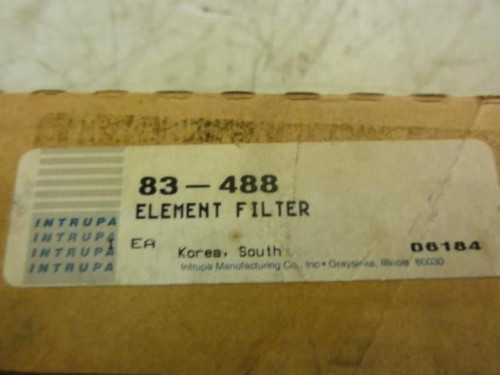 83-488
ELEMENT FILTER
INTRUPA
INTRUPA
INTRUPA
INTRUPA
1 EA
Korea, South
06184
Intrupa Manufacturing Co., Inc • Grayslake, Illinois 60030